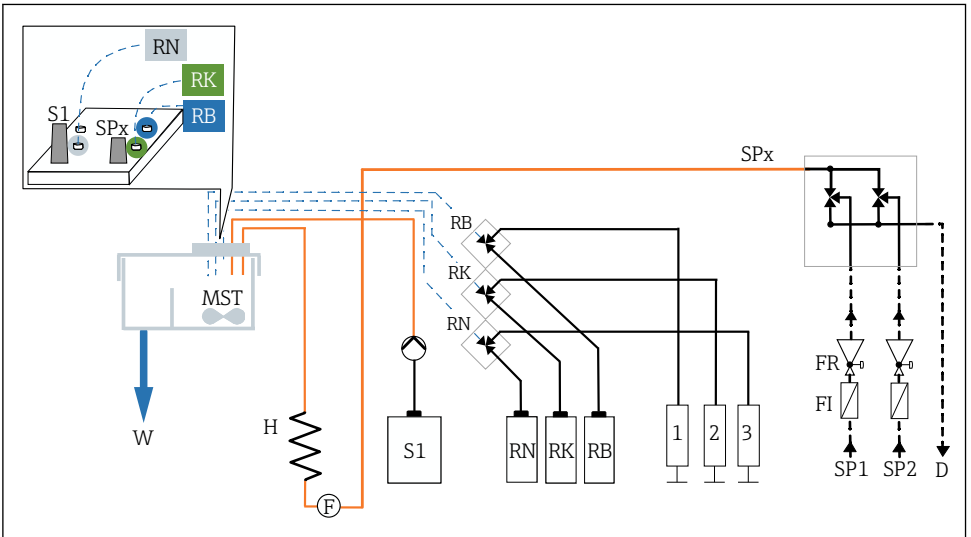 RN
RK
RB
S1
SPx
SPx
RB
RK
RN
MST
W
H
F
S1
RN
RK
RB
1
2
3
FR
FI
SP1
SP2
D